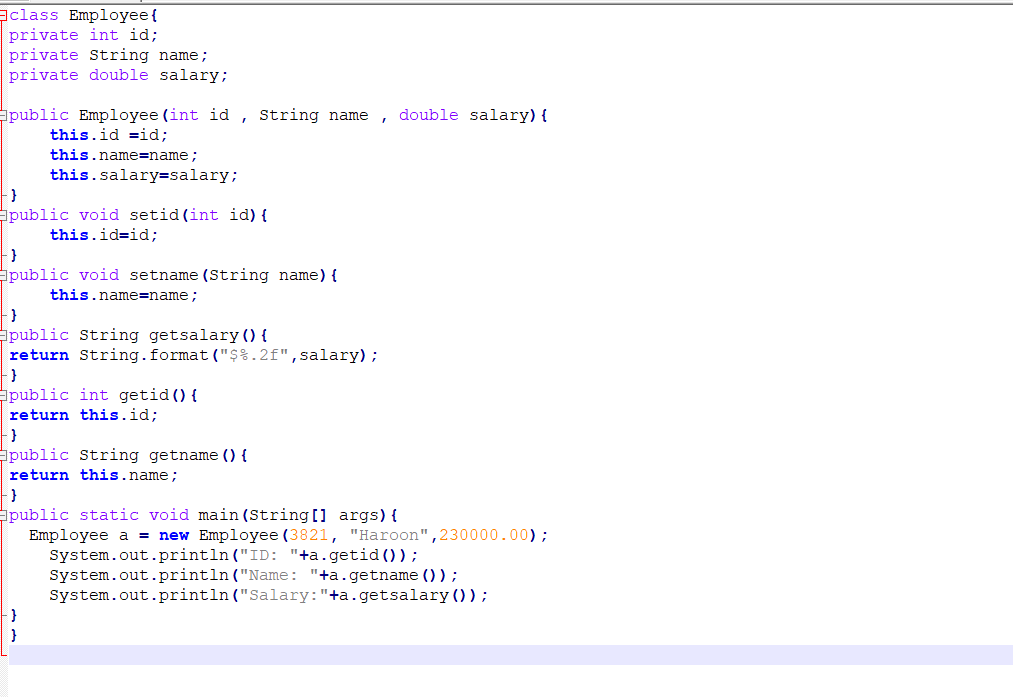 class Employee{
private int id;
private String name;
private double salary;

public Employee(int id , String name , double salary){
    this.id =id;
    this.name=name;
    this.salary=salary;
}
public void setid(int id){
    this.id=id;
}
public void setname(String name){
    this.name=name;
}
public String getsalary(){
return String.format("$%.2f",salary);
}
public int getid(){
return this.id;
}
public String getname(){
return this.name;
}
public static void main(String[] args){
  Employee a = new Employee(3821, "Haroon",230000.00);
    System.out.println("ID: "+a.getid());
    System.out.println("Name: "+a.getname());
    System.out.println("Salary:"+a.getsalary());
}
}